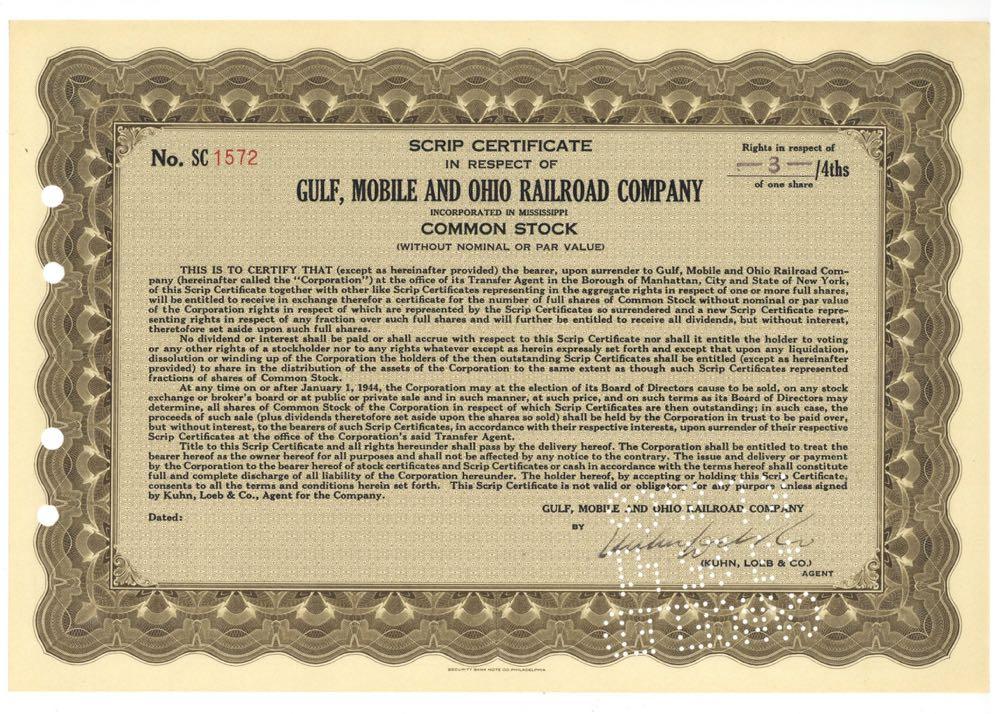 No. SC 1572
SCRIP CERTIFICATE
IN RESPECT OF
GULF, MOBILE AND OHIO RAILROAD COMPANY
INCORPORATED IN MISSISSIPPI
COMMON STOCK
(WITHOUT NOMINAL OR PAR VALUE)
Rights in respect of
3 /4ths
of one share
THIS IS TO CERTIFY THAT (except as hereinafter provided) the bearer, upon surrender to Gulf, Mobile and Ohio Railroad Com-
pany (hereinafter called the "Corporation") at the office of its Transfer Agent in the Borough of Manhattan, City and State of New York,
of this Scrip Certificate together with other like Scrip Certificates representing in the aggregate rights in respect of one or more full shares,
will be entitled to receive in exchange therefor a certificate for the number of full shares of Common Stock without nominal or par value
of the Corporation rights in respect of which are represented by the Scrip Certificates so surrendered and a new Scrip Certificate repre-
senting rights in respect of any fraction over such full shares and will further be entitled to receive all dividends, but without interest,
theretofore set aside upon such full shares.
No dividend or interest shall be paid or shall accrue with respect to this Scrip Certificate nor shall it entitle the holder to voting
or any other rights of a stockholder nor to any rights whatever except as herein expressly set forth and except that upon any liquidation,
dissolution or winding up of the Corporation the holders of the then outstanding Scrip Certificates shall be entitled (except as hereinafter
provided) to share in the distribution of the assets of the Corporation to the same extent as though such Scrip Certificates represented
fractions of shares of Common Stock.
At any time on or after January 1, 1944, the Corporation may at the election of its Board of Directors cause to be sold, on any stock
exchange or broker's board or at public or private sale and in such manner, at such price, and on such terms as its Board of Directors may
determine, all shares of Common Stock of the Corporation in respect of which Scrip Certificates are then outstanding; in such case, the
proceeds of such sale (plus dividends theretofore set aside upon the shares so sold) shall be held by the Corporation in trust to be paid over,
but without interest, to the bearers of such Scrip Certificates, in accordance with their respective interests, upon surrender of their respective
Scrip Certificates at the office of the Corporation's said Transfer Agent.
Title to this Scrip Certificate and all rights hereunder shall pass by the delivery hereof. The Corporation shall be entitled to treat the
bearer hereof as the owner hereof for all purposes and shall not be affected by any notice to the contrary. The issue and delivery or payment
by the Corporation to the bearer hereof of stock certificates and Scrip Certificates or cash in accordance with the terms hereof shall constitute
full and complete discharge of all liability of the Corporation hereunder. The holder hereof, by accepting or holding this Scrip Certificate,
consents to all the terms and conditions herein set forth. This Scrip Certificate is not valid or obligatory for any purpose unless signed
by Kuhn, Loeb & Co., Agent for the Company.
GULF, MOBILE AND OHIO RAILROAD COMPANY
Dated:
BY
Kuhn Loeb & Co
(KUHN, LOEB & CO.)
AGENT
SECURITY BANK NOTE CO. PHILADELPHIA